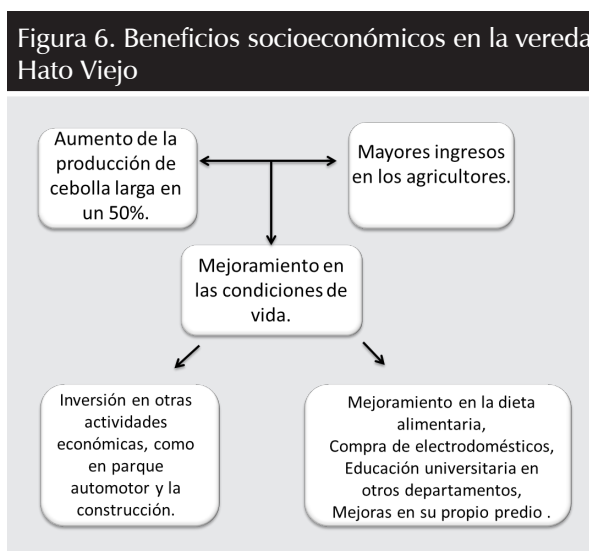 Figura 6. Beneficios socioeconómicos en la vereda
Hato Viejo
Aumento de la
producción de
cebolla larga en
un 50%.
Mayores ingresos
en los agricultores.
Mejoramiento en
las condiciones de
vida.
Inversión en otras
actividades
económicas, como
en parque
automotor y la
construcción.
Mejoramiento en la dieta
alimentaria,
Compra de electrodomésticos,
Educación universitaria en
otros departamentos,
Mejoras en su propio predio .